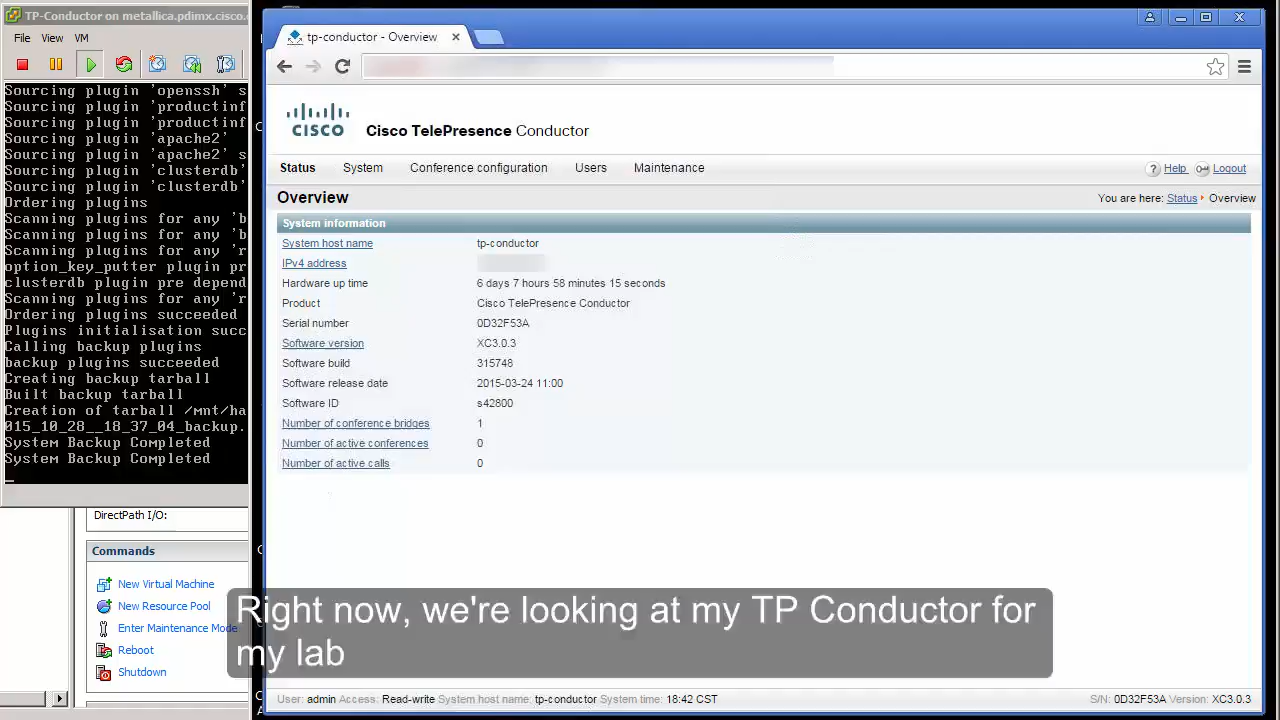 TP-Conductor on metallica.pdimx.cisco.
File View VM
Sourcing plugin 'openssh' s
Sourcing plugin 'productinf
Sourcing plugin 'productinf
Sourcing plugin 'apache2'
Sourcing plugin 'apache2' s
Sourcing plugin 'clusterdb'
Sourcing plugin 'clusterdb'
Ordering plugins
Scanning plugins for any 'b
Scanning plugins for any 'b
Scanning plugins for any 'r
option_key_putter plugin pr
clusterdb plugin pre depend
Scanning plugins for any 'r
Ordering plugins succeeded
Plugins initialisation succ
Calling backup plugins
backup plugins succeeded
Creating backup tarball
Built backup tarball
Creation of tarball /mnt/ha
015_10_28__18_37_04_backup.
System Backup Completed
System Backup Completed
DirectPath I/O:
Commands
New Virtual Machine
New Resource Pool
Enter Maintenance Mode
Reboot
Shutdown
tp-conductor - Overview
CISCO
Cisco TelePresence Conductor
Status System Conference configuration Users Maintenance Help Logout
Overview You are here: Status Overview
System information
System host name tp-conductor
IPv4 address
Hardware up time 6 days 7 hours 58 minutes 15 seconds
Product Cisco TelePresence Conductor
Serial number 0D32F53A
Software version XC3.0.3
Software build 315748
Software release date 2015-03-24 11:00
Software ID s42800
Number of conference bridges 1
Number of active conferences 0
Number of active calls 0
Right now, we're looking at my TP Conductor for
my lab
User: admin Access: Read-write System host name: tp-conductor System time: 18:42 CST S/N: 0D32F53A Version: XC3.0.3